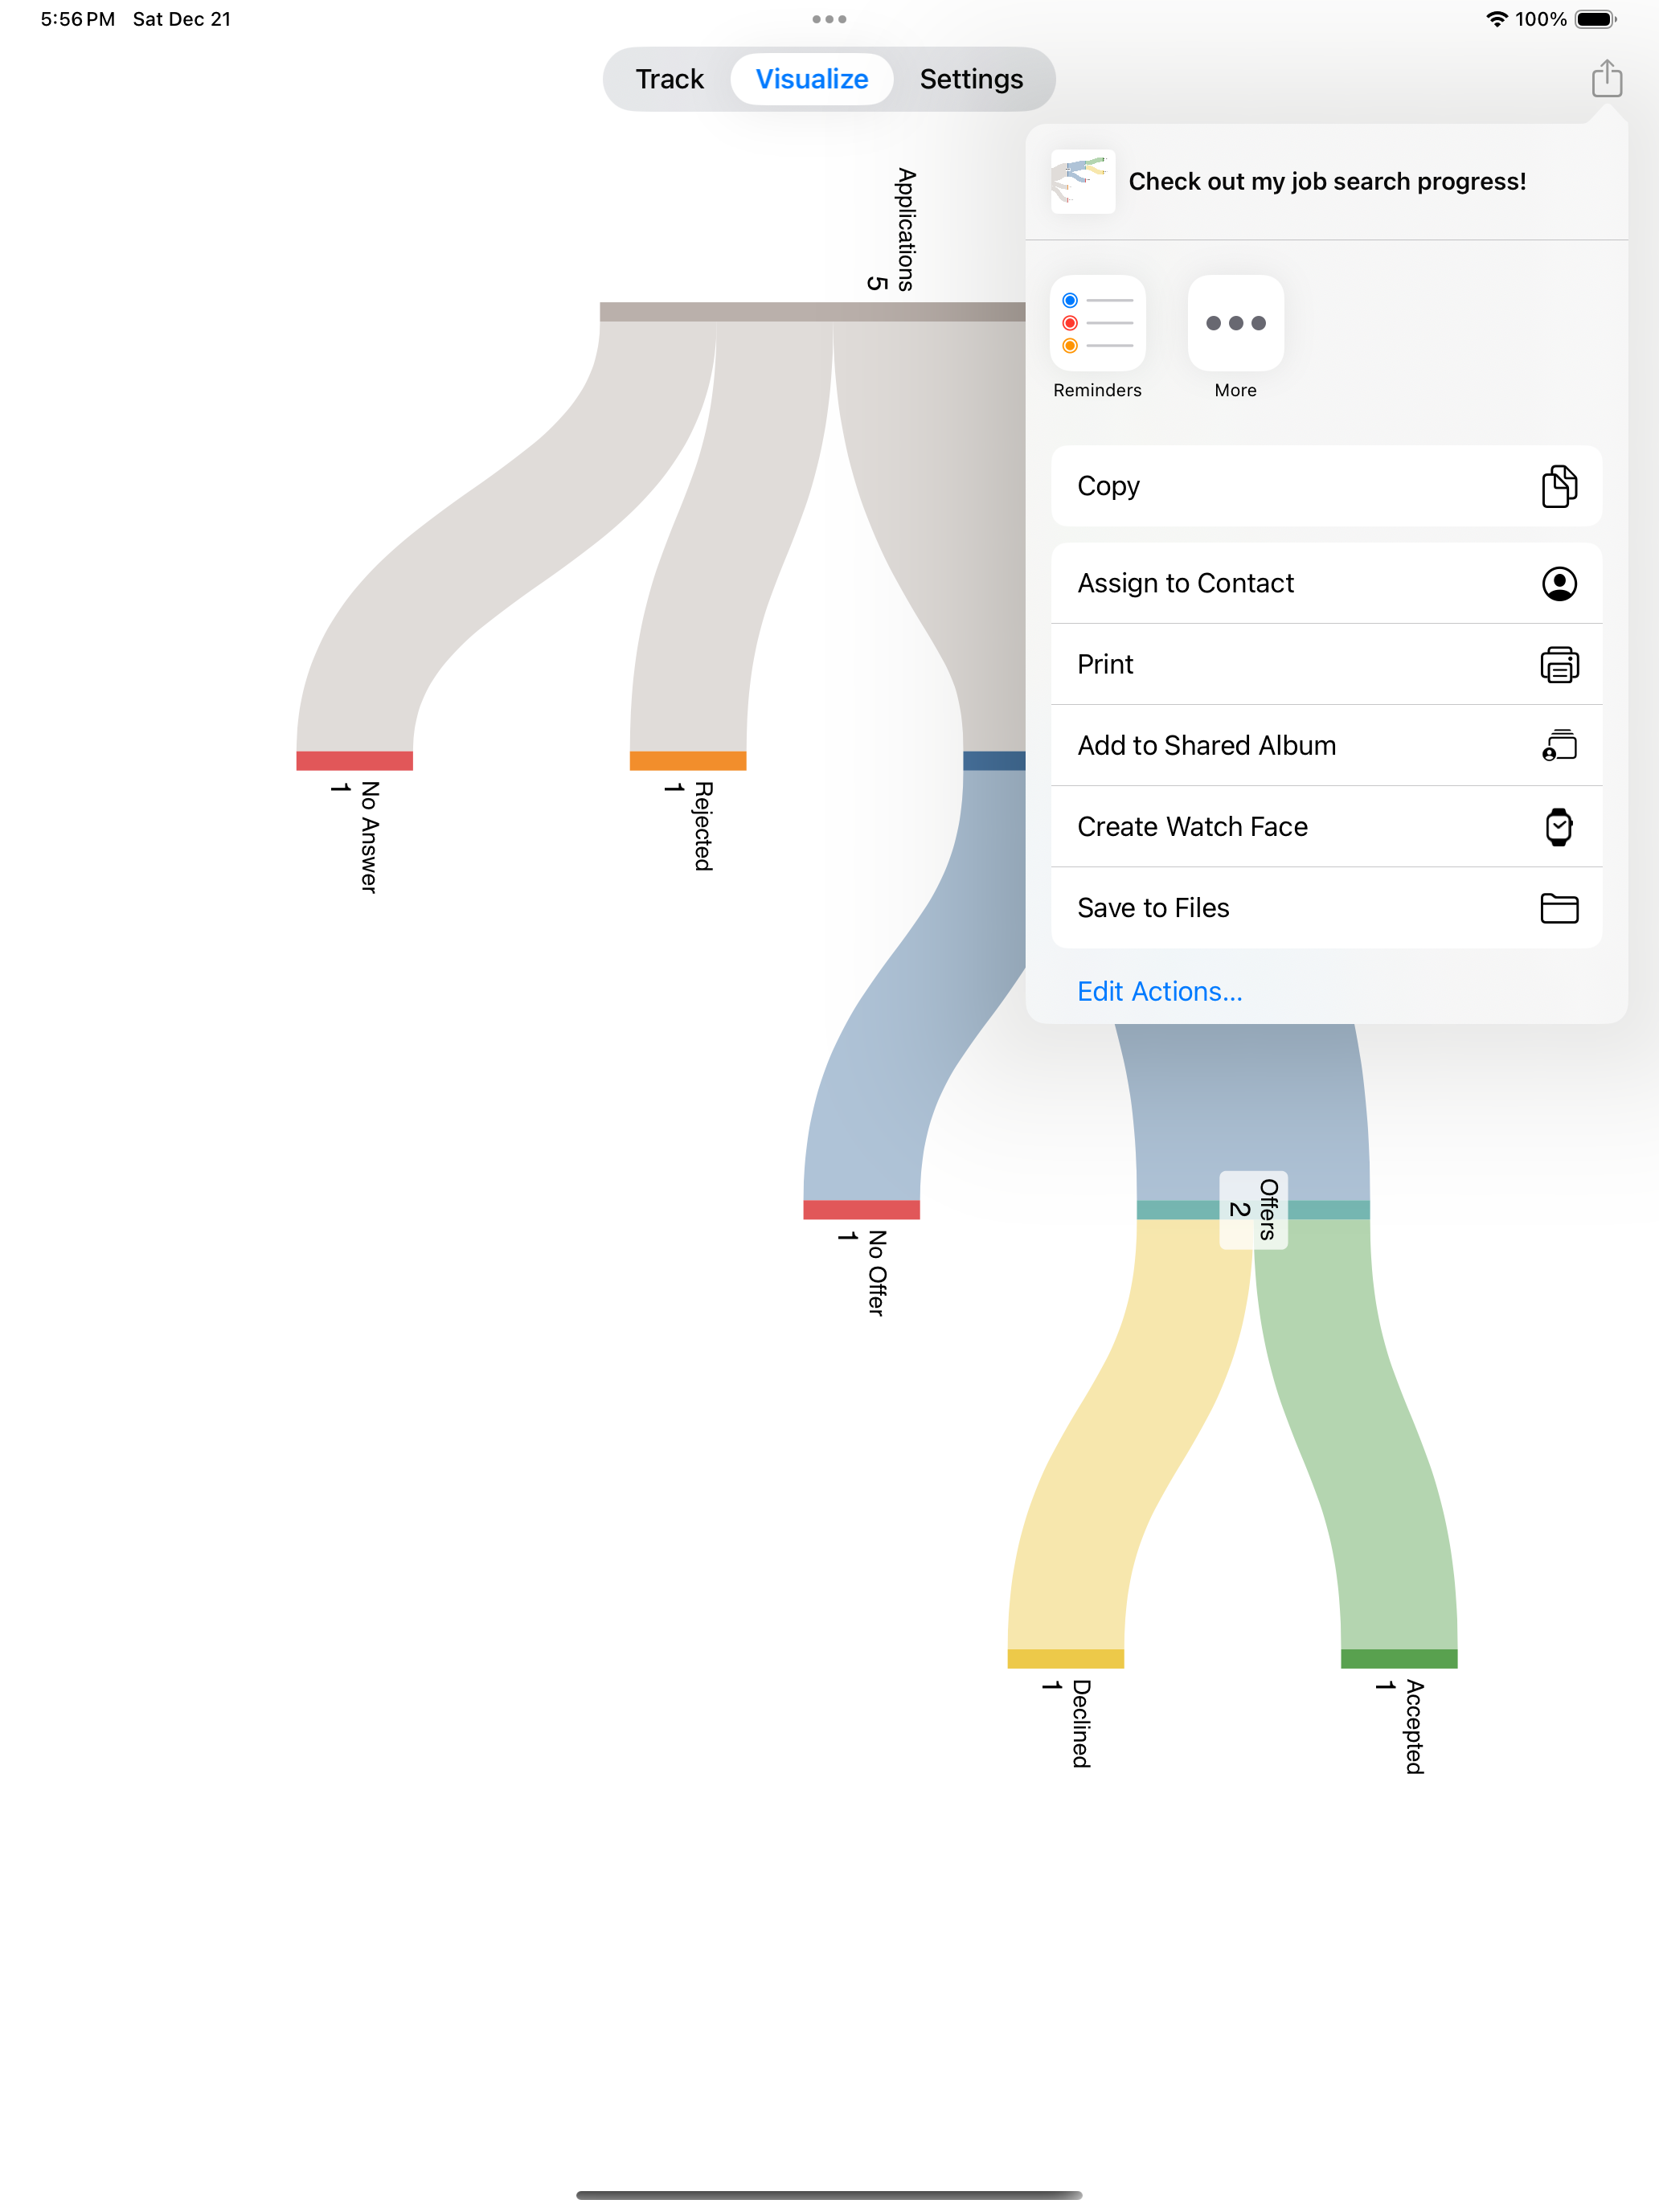 5:56 PM Sat Dec 21
100%
Track
Visualize
Settings
Check out my job search progress!
Reminders
More
Copy
Assign to Contact
Print
Add to Shared Album
Create Watch Face
Save to Files
Edit Actions...
Applications
5
No Answer
1
Rejected
1
No Offer
1
Offers
2
Declined
1
Accepted
1